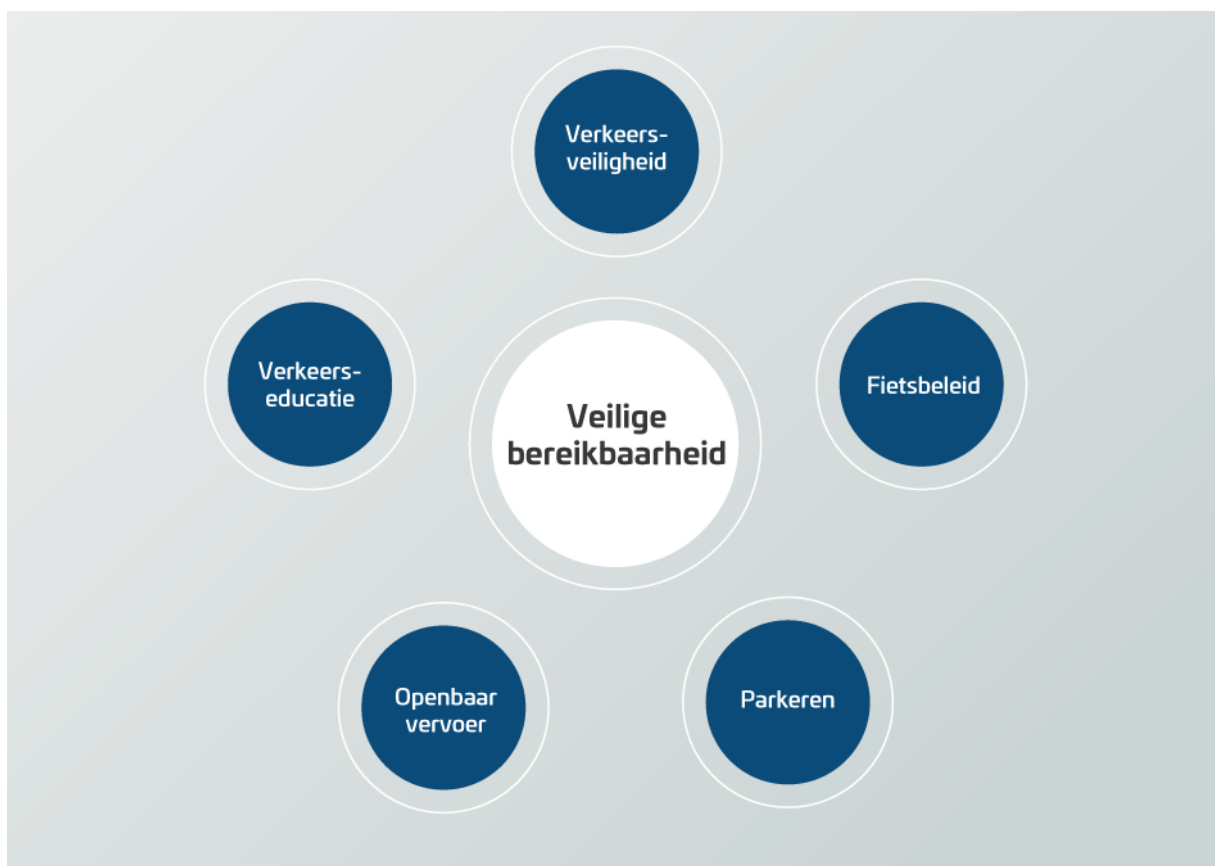 Verkeers-
veiligheid
Verkeers-
educatie
Fietsbeleid
Veilige
bereikbaarheid
Openbaar
vervoer
Parkeren